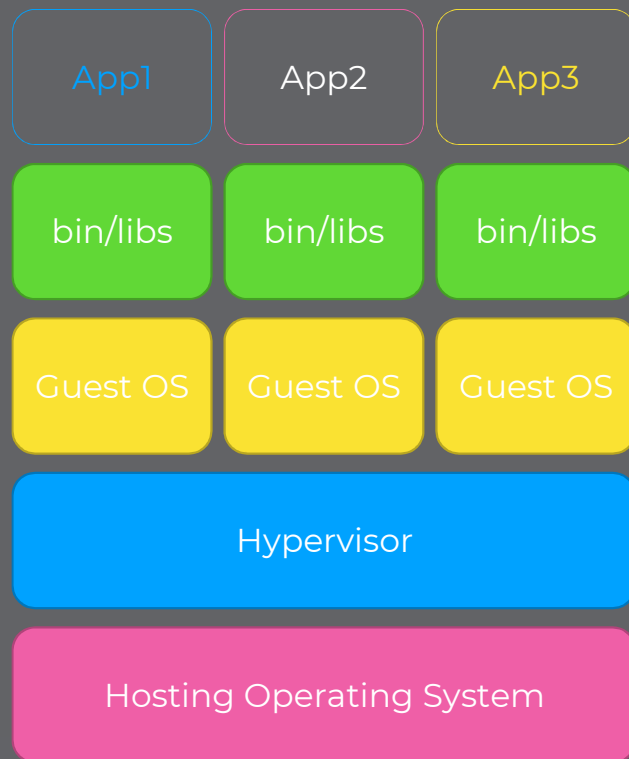 App1 App2 App3
bin/libs bin/libs bin/libs
Guest OS Guest OS Guest OS
Hypervisor
Hosting Operating System